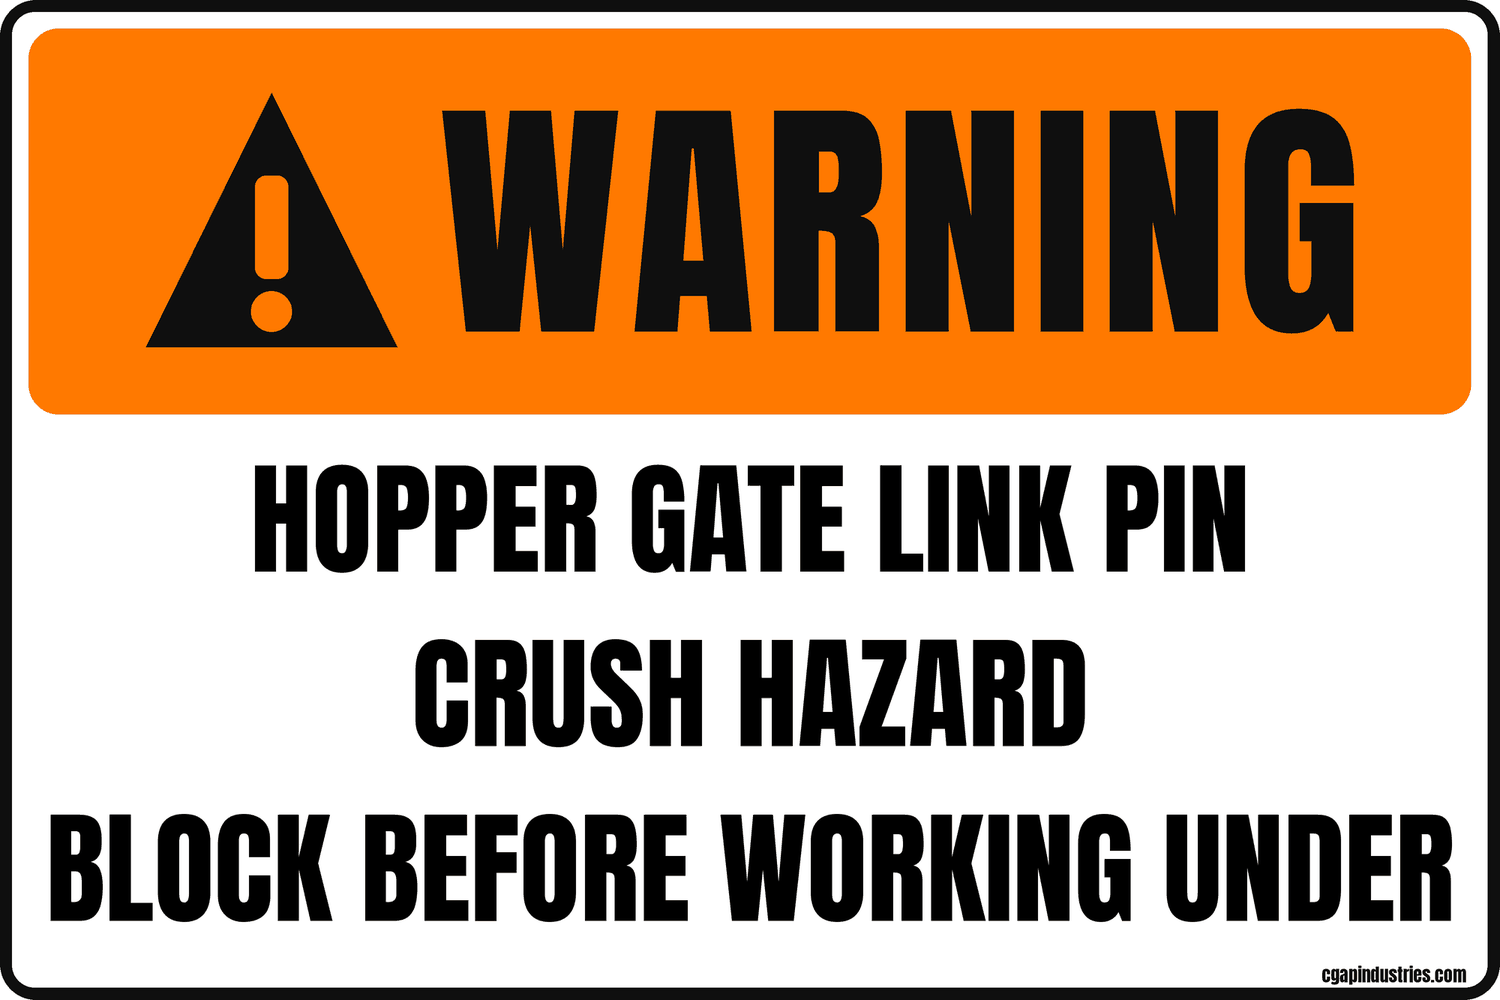 WARNING
HOPPER GATE LINK PIN
CRUSH HAZARD
BLOCK BEFORE WORKING UNDER
cgapindustries.com